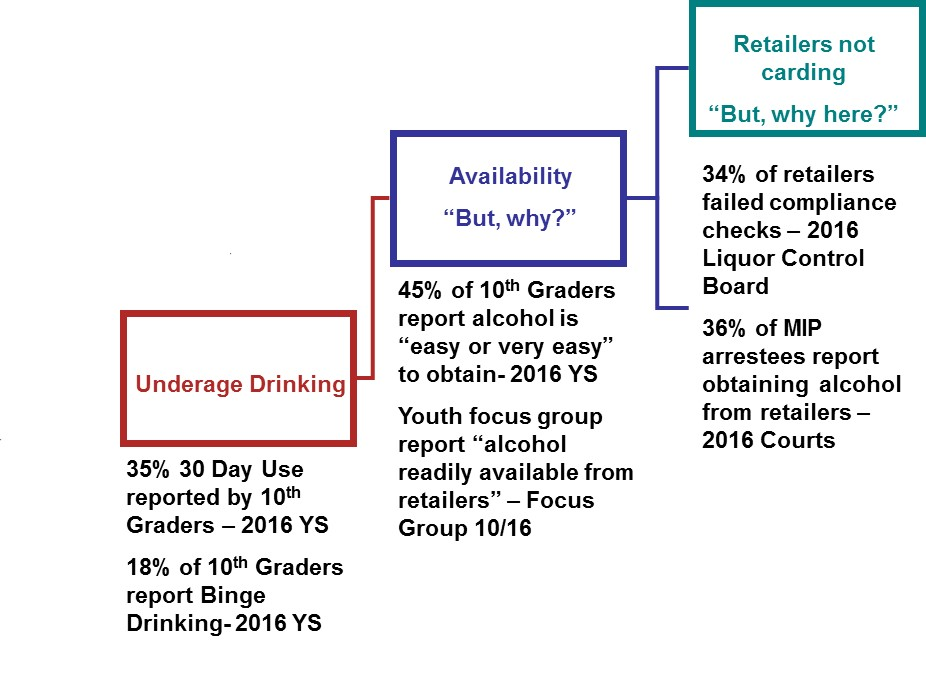 Retailers not
carding
“But, why here?”
34% of retailers
failed compliance
checks – 2016
Liquor Control
Board
36% of MIP
arrestees report
obtaining alcohol
from retailers –
2016 Courts
Availability
“But, why?”
45% of 10th Graders
report alcohol is
“easy or very easy”
to obtain- 2016 YS
Youth focus group
report “alcohol
readily available from
retailers” – Focus
Group 10/16
Underage Drinking
35% 30 Day Use
reported by 10th
Graders – 2016 YS
18% of 10th Graders
report Binge
Drinking- 2016 YS